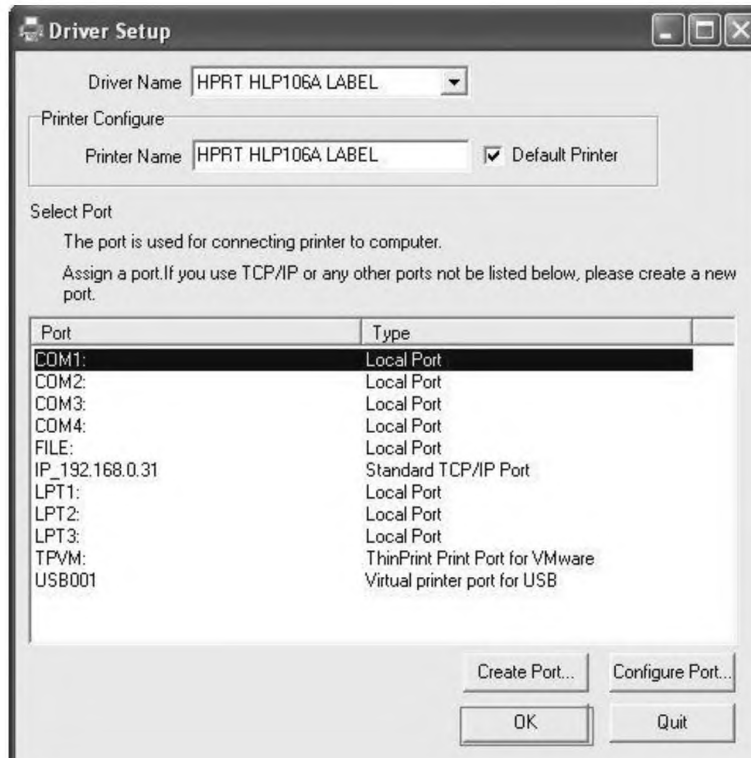 Driver Setup
Driver Name HPRT HLP106A LABEL
Printer Configure
Printer Name HPRT HLP106A LABEL Default Printer
Select Port
The port is used for connecting printer to computer.
Assign a port.If you use TCP/IP or any other ports not be listed below, please create a new
port.
Port Type
COM1: Local Port
COM2: Local Port
COM3: Local Port
COM4: Local Port
FILE: Local Port
IP_192.168.0.31 Standard TCP/IP Port
LPT1: Local Port
LPT2: Local Port
LPT3: Local Port
TPVM: ThinPrint Print Port for VMware
USB001 Virtual printer port for USB
Create Port... Configure Port...
OK Quit